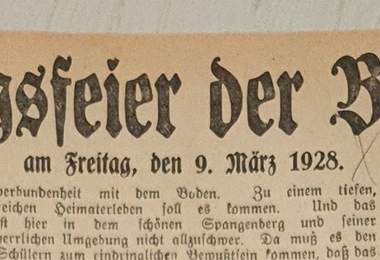 gsfeier der B
am Freitag, den 9. März 1928.
verbundenheit mit dem Boden. Zu einem tiefen,
reichen Heimaterleben soll es kommen. Und das
ist hier in dem schönen Spangenberg und seiner
herrlichen Umgebung nicht allzuschwer. Da muß es den
Schülern zum eindringlichen Bewußtsein kommen, daß das